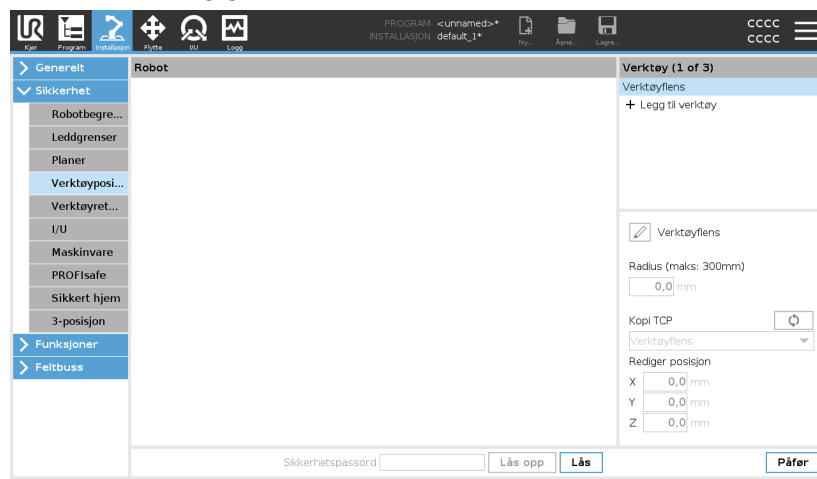 PROGRAM <unnamed>*
INSTALLASJON default_1*
Kjør Program Installasjon Flytte I/U Logg Ny... Åpne... Lagre...
CCCC
CCCC
Generelt
Sikkerhet
Robotbegre...
Leddgrenser
Planer
Verktøyposi...
Verktøyret...
I/U
Maskinvare
PROFIsafe
Sikkert hjem
3-posisjon
Funksjoner
Feltbuss
Robot
Sikkerhetspassord Lås opp Lås
Verktøy (1 of 3)
Verktøyflens
+ Legg til verktøy
Verktøyflens
Radius (maks: 300mm)
0,0 mm
Kopi TCP
Verktøyflens
Rediger posisjon
X 0,0 mm
Y 0,0 mm
Z 0,0 mm
Påfør